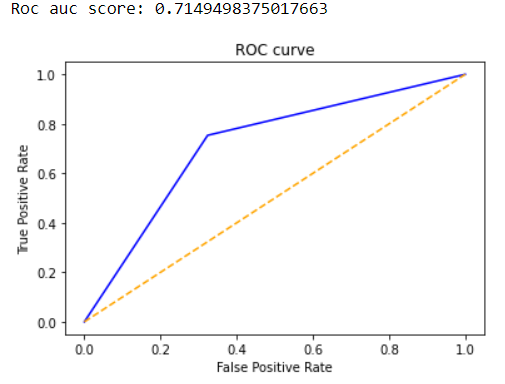 Roc auc score: 0.7149498375017663
ROC curve
1.0
0.8
0.6
0.4
0.2
0.0
True Positive Rate
0.0 0.2 0.4 0.6 0.8 1.0
False Positive Rate